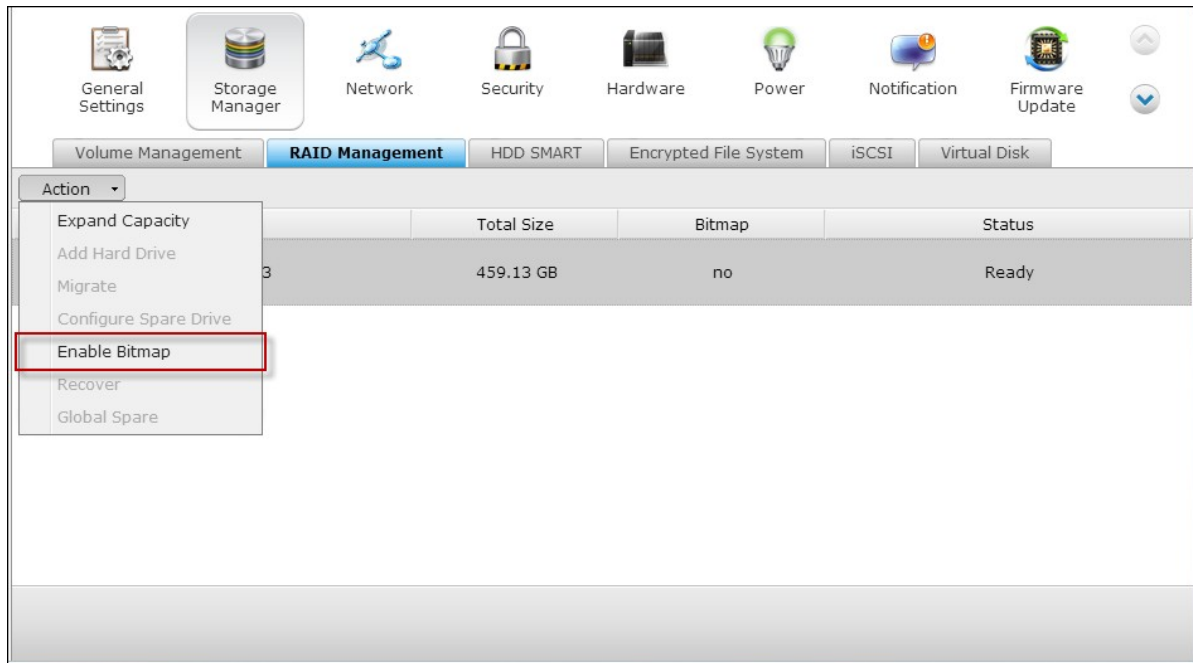 General
Settings
Storage
Manager
Network
Security
Hardware
Power
Notification
Firmware
Update
Volume Management
RAID Management
HDD SMART
Encrypted File System
iSCSI
Virtual Disk
Action
Total Size
Bitmap
Status
3
459.13 GB
no
Ready
Expand Capacity
Add Hard Drive
Migrate
Configure Spare Drive
Enable Bitmap
Recover
Global Spare